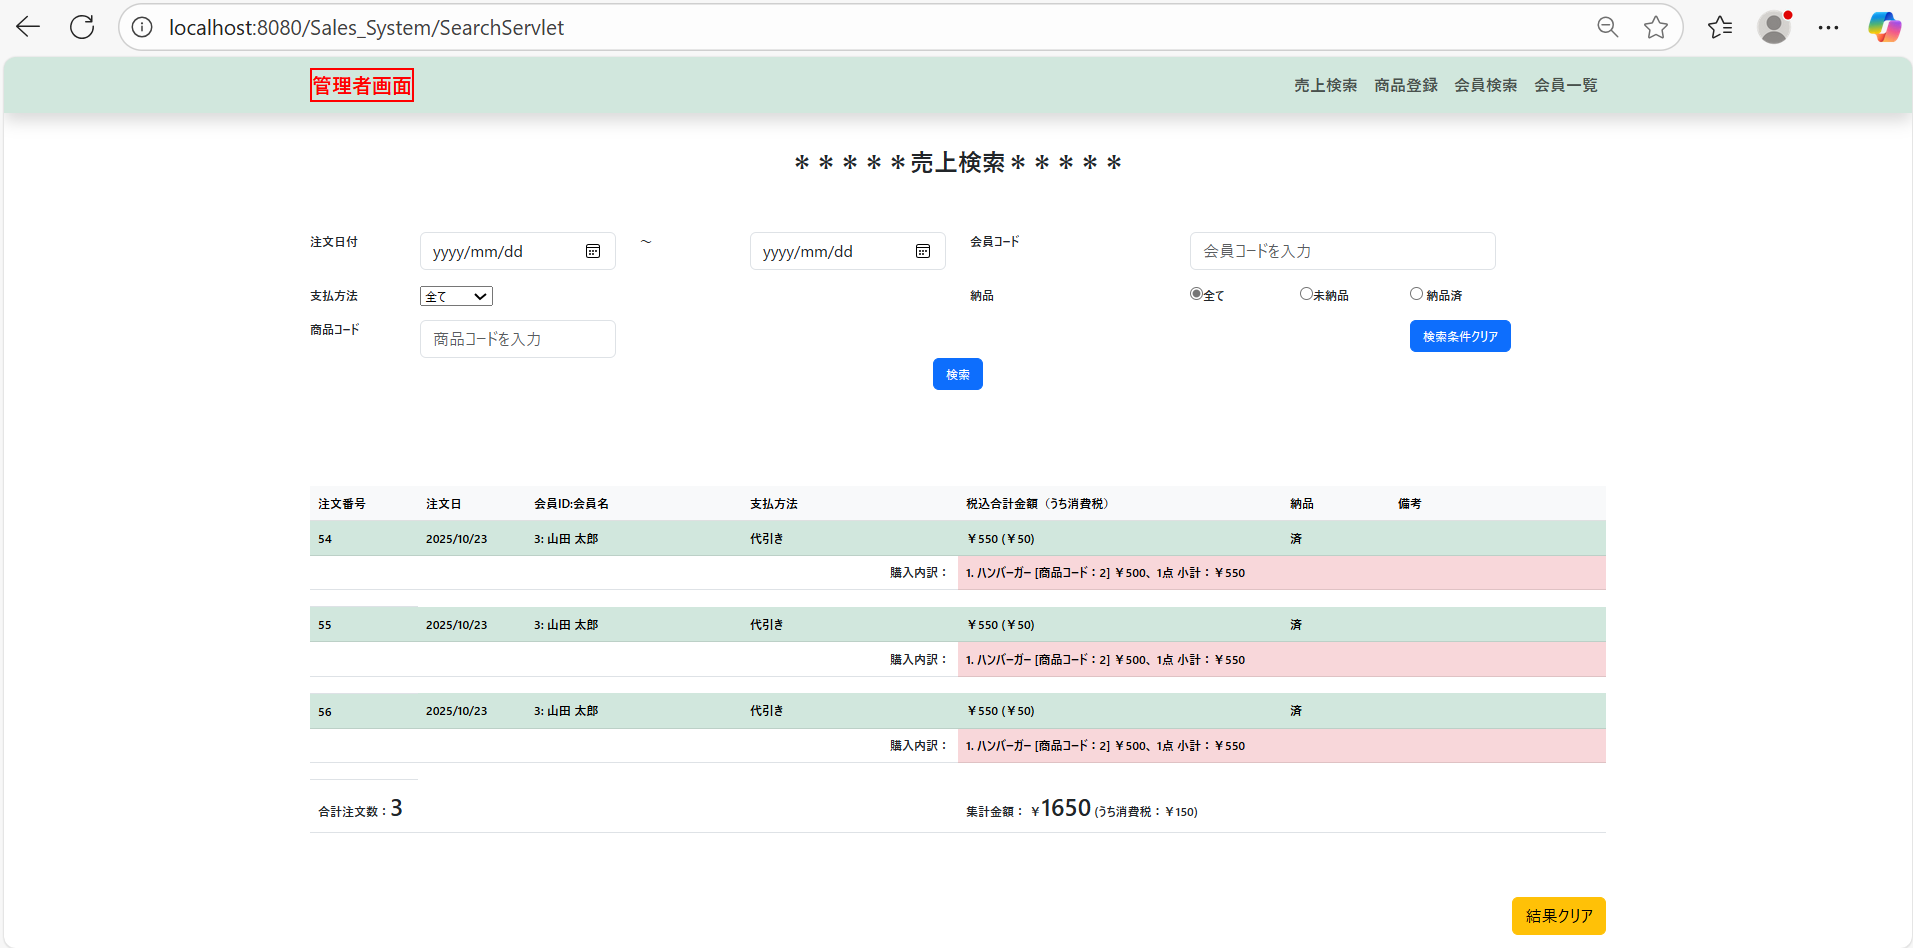 localhost:8080/Sales_System/SearchServlet
管理者画面 売上検索 商品登録 会員検索 会員一覧
＊＊＊＊＊売上検索＊＊＊＊＊
注文日付 yyyy/mm/dd ～ yyyy/mm/dd 会員コード 会員コードを入力
支払方法 全て 納品 全て 未納品 納品済
商品コード 商品コードを入力 検索条件クリア
検索
注文番号 注文日 会員ID:会員名 支払方法 税込合計金額（うち消費税） 納品 備考
54 2025/10/23 3: 山田 太郎 代引き ￥550 (￥50) 済
購入内訳： 1. ハンバーガー [商品コード：2] ￥500、1点 小計：￥550
55 2025/10/23 3: 山田 太郎 代引き ￥550 (￥50) 済
購入内訳： 1. ハンバーガー [商品コード：2] ￥500、1点 小計：￥550
56 2025/10/23 3: 山田 太郎 代引き ￥550 (￥50) 済
購入内訳： 1. ハンバーガー [商品コード：2] ￥500、1点 小計：￥550
合計注文数：3 集計金額： ￥1650 (うち消費税：￥150)
結果クリア